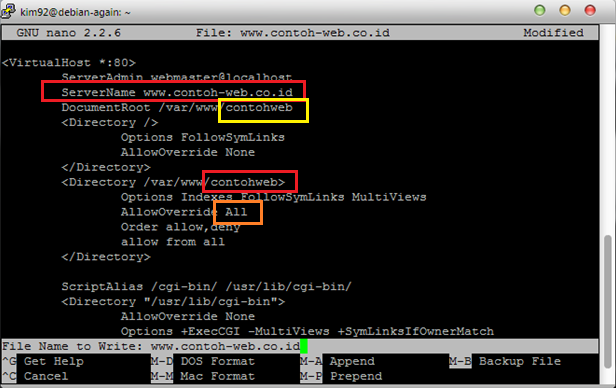 kim92@debian-again: ~
GNU nano 2.2.6 File: www.contoh-web.co.id Modified
<VirtualHost *:80>
ServerAdmin webmaster@localhost
ServerName www.contoh-web.co.id
DocumentRoot /var/www/contohweb
<Directory />
Options FollowSymLinks
AllowOverride None
</Directory>
<Directory /var/www/contohweb>
Options Indexes FollowSymLinks MultiViews
AllowOverride All
Order allow,deny
allow from all
</Directory>
ScriptAlias /cgi-bin/ /usr/lib/cgi-bin/
<Directory "/usr/lib/cgi-bin">
AllowOverride None
Options +ExecCGI -MultiViews +SymLinksIfOwnerMatch
File Name to Write: www.contoh-web.co.id
^G Get Help M-D DOS Format M-A Append M-B Backup File
^C Cancel M-M Mac Format M-P Prepend